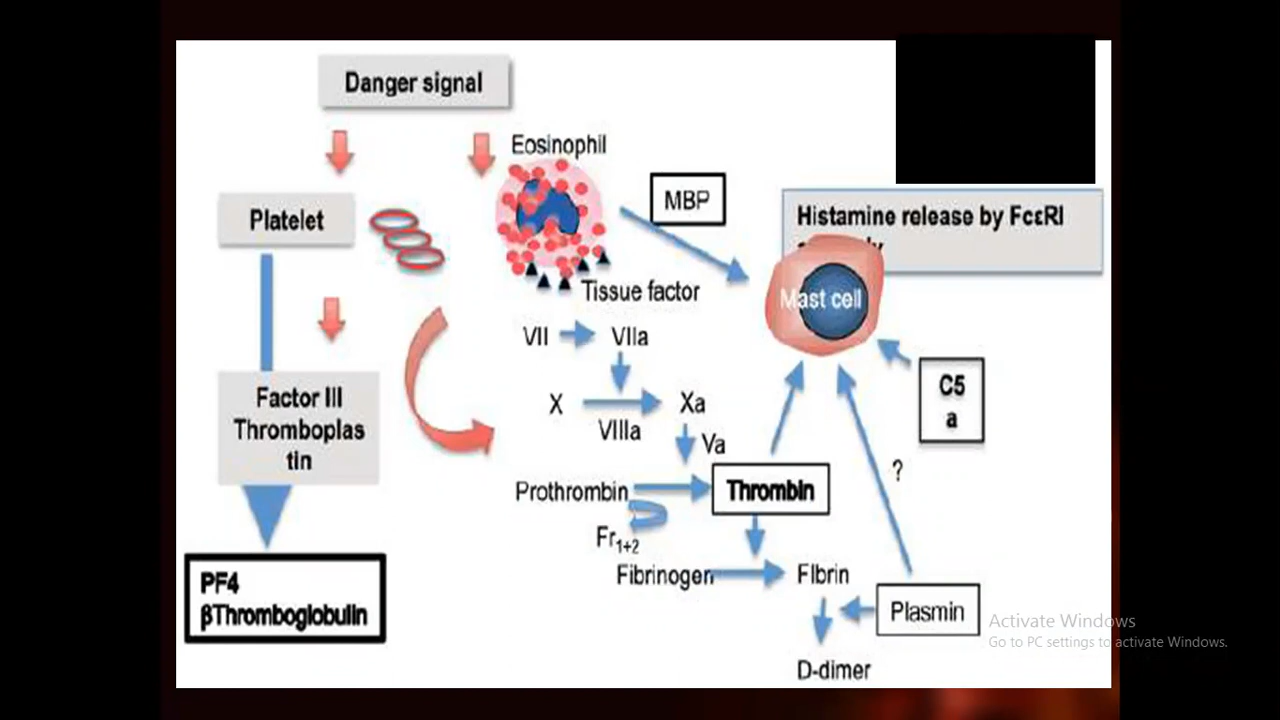 Danger signal
Eosinophil
MBP
Platelet
Histamine release by FcεRI
Mast cell
Tissue factor
VII
VIIa
C5
a
Factor III
Thromboplas
tin
X
Xa
VIIIa
Va
?
Prothrombin
Thrombin
Fr1+2
Fibrinogen
FIbrin
PF4
βThromboglobulin
Plasmin
D-dimer
Activate Windows
Go to PC settings to activate Windows.